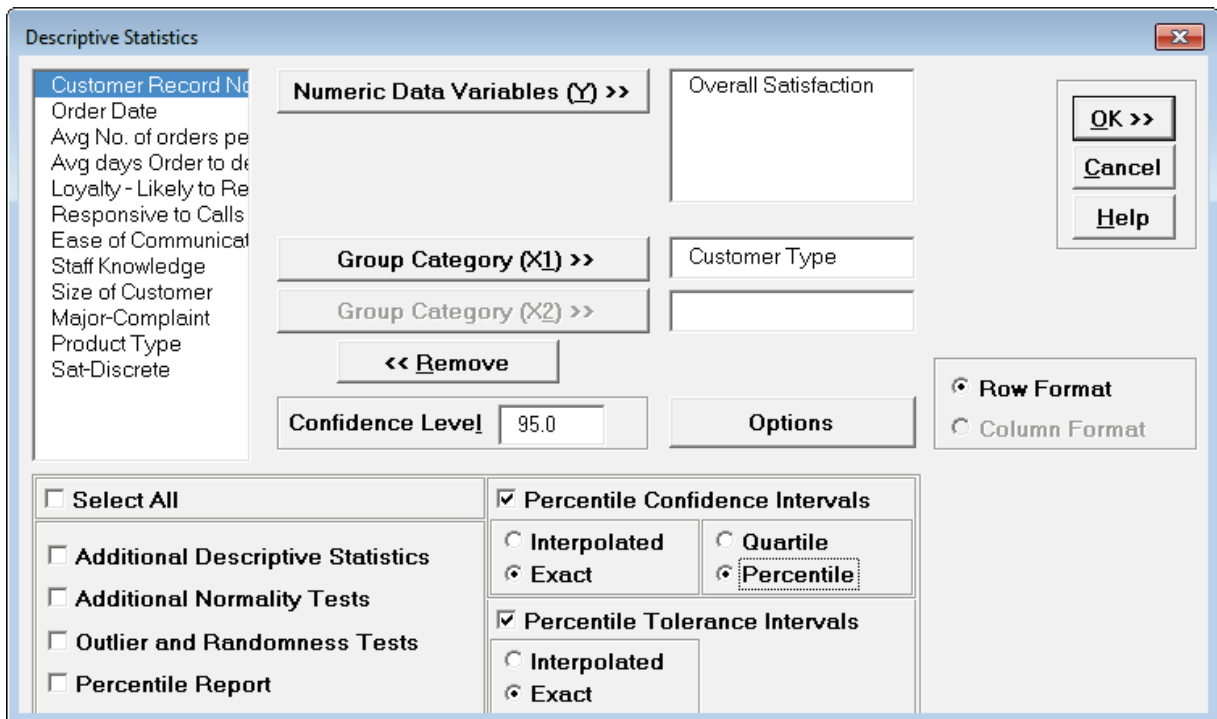 Descriptive Statistics
Customer Record No
Order Date
Avg No. of orders pe
Avg days Order to de
Loyalty - Likely to Re
Responsive to Calls
Ease of Communicat
Staff Knowledge
Size of Customer
Major-Complaint
Product Type
Sat-Discrete
Numeric Data Variables (Y) >>
Overall Satisfaction
Group Category (X1) >>
Customer Type
Group Category (X2) >>
<< Remove
Confidence Level
95.0
Options
OK >>
Cancel
Help
Row Format
Column Format
Select All
Additional Descriptive Statistics
Additional Normality Tests
Outlier and Randomness Tests
Percentile Report
Percentile Confidence Intervals
Interpolated
Exact
Quartile
Percentile
Percentile Tolerance Intervals
Interpolated
Exact